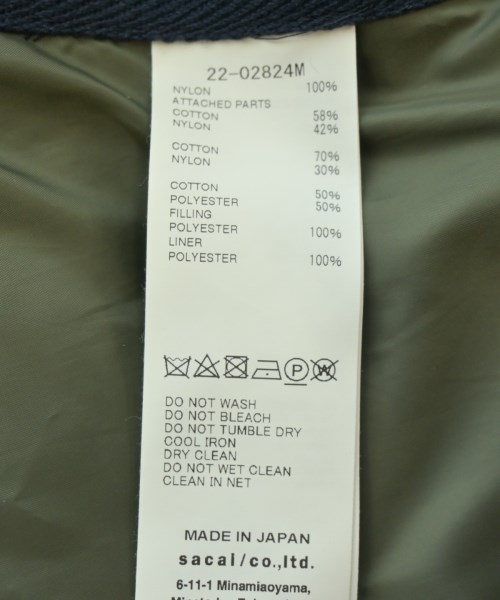 22-02824M
NYLON 100%
ATTACHED PARTS
COTTON 58%
NYLON 42%
COTTON 70%
NYLON 30%
COTTON 50%
POLYESTER 50%
FILLING
POLYESTER 100%
LINER
POLYESTER 100%
P W
DO NOT WASH
DO NOT BLEACH
DO NOT TUMBLE DRY
COOL IRON
DRY CLEAN
DO NOT WET CLEAN
CLEAN IN NET
MADE IN JAPAN
sacai/co.,ltd.
6-11-1 Minamiaoyama,